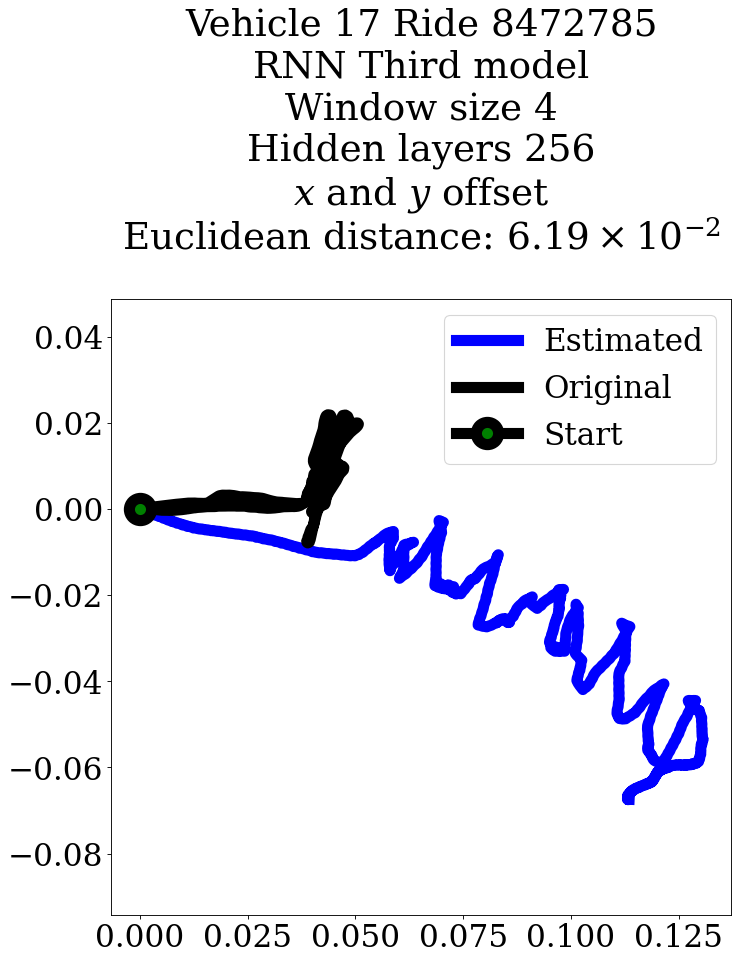 Vehicle 17 Ride 8472785
RNN Third model
Window size 4
Hidden layers 256
x and y offset
Euclidean distance: 6.19 × 10⁻²
Estimated
Original
Start
0.04
0.02
0.00
−0.02
−0.04
−0.06
−0.08
0.000 0.025 0.050 0.075 0.100 0.125